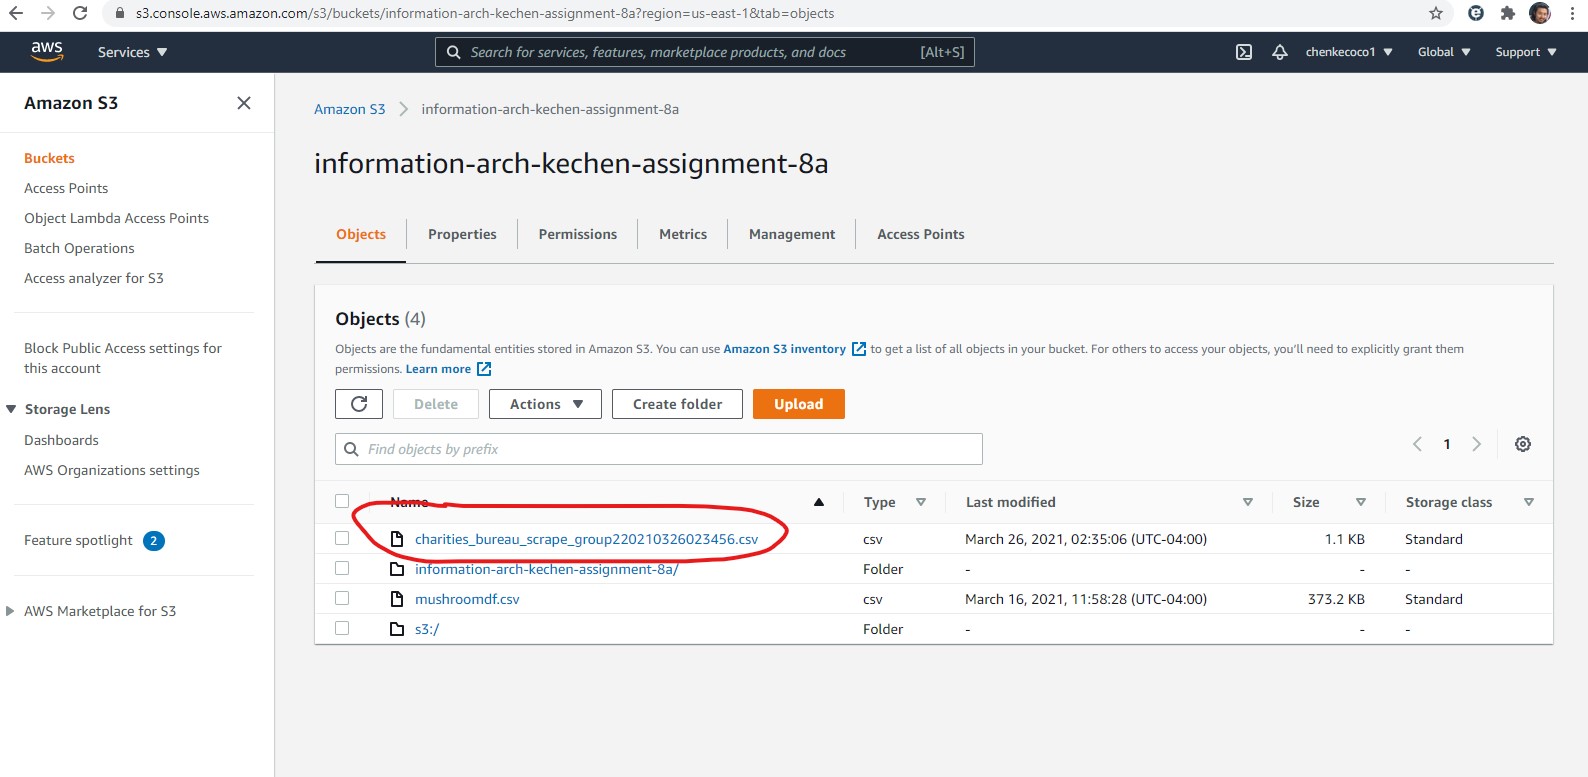 s3.console.aws.amazon.com/s3/buckets/information-arch-kechen-assignment-8a?region=us-east-1&tab=objects
aws Services Search for services, features, marketplace products, and docs [Alt+S] chenkecoco1 Global Support
Amazon S3
Buckets
Access Points
Object Lambda Access Points
Batch Operations
Access analyzer for S3
Block Public Access settings for
this account
Storage Lens
Dashboards
AWS Organizations settings
Feature spotlight 2
AWS Marketplace for S3
Amazon S3 information-arch-kechen-assignment-8a
information-arch-kechen-assignment-8a
Objects Properties Permissions Metrics Management Access Points
Objects (4)
Objects are the fundamental entities stored in Amazon S3. You can use Amazon S3 inventory to get a list of all objects in your bucket. For others to access your objects, you'll need to explicitly grant them
permissions. Learn more
Delete Actions Create folder Upload
Find objects by prefix 1
Name Type Last modified Size Storage class
charities_bureau_scrape_group220210326023456.csv csv March 26, 2021, 02:35:06 (UTC-04:00) 1.1 KB Standard
information-arch-kechen-assignment-8a/ Folder - - -
mushroomdf.csv csv March 16, 2021, 11:58:28 (UTC-04:00) 373.2 KB Standard
s3:/ Folder - - -